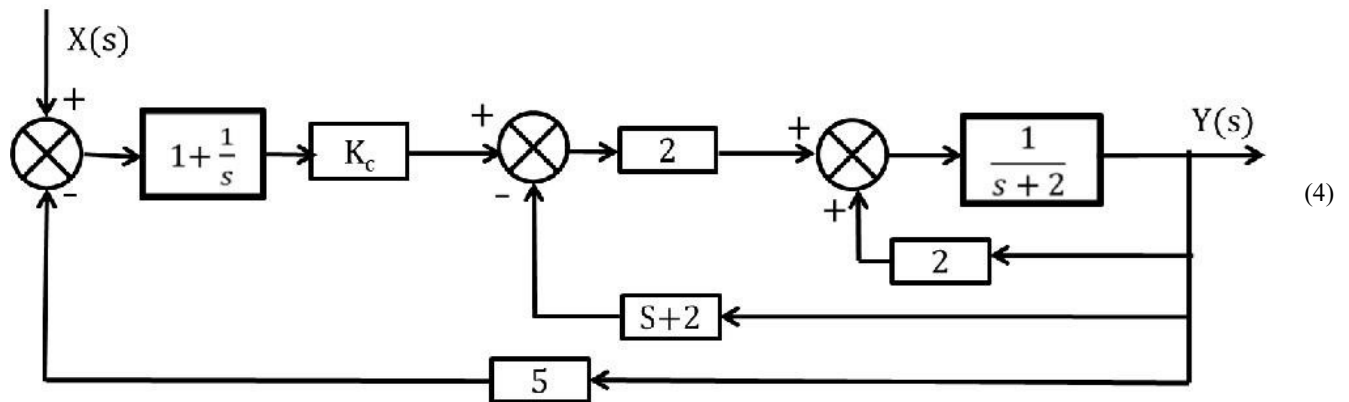 X(s)
+
-
1+ 1/s
K_c
+
-
2
+
+
1
s + 2
Y(s)
(4)
2
S+2
5